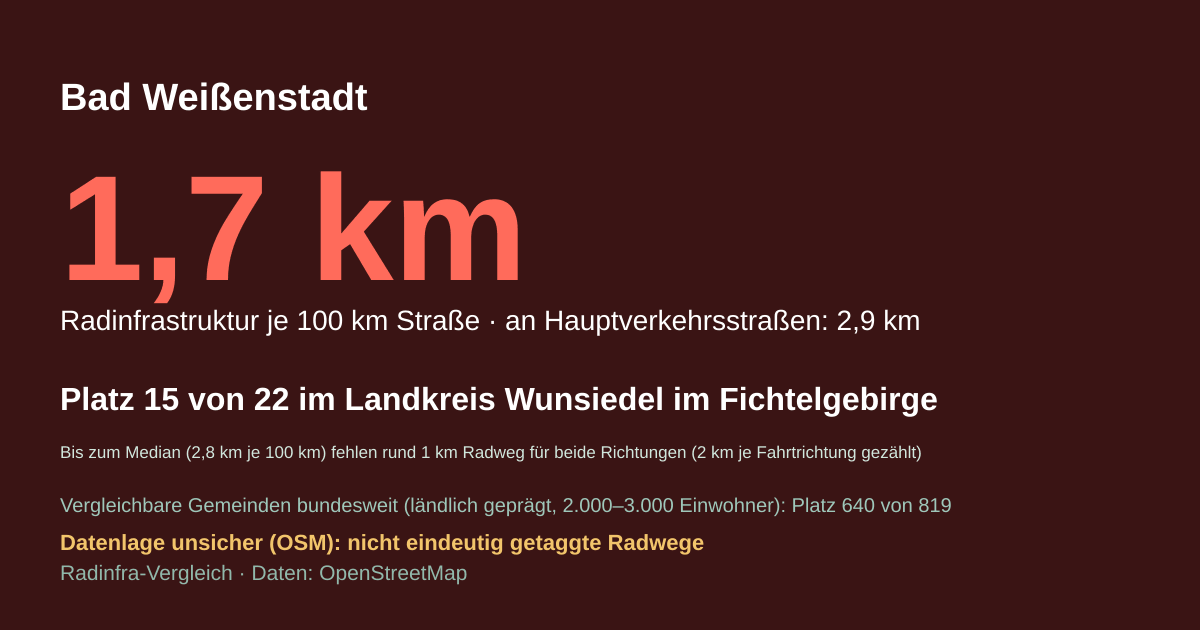 Bad Weißenstadt
1,7 km
Radinfrastruktur je 100 km Straße · an Hauptverkehrsstraßen: 2,9 km
Platz 15 von 22 im Landkreis Wunsiedel im Fichtelgebirge
Bis zum Median (2,8 km je 100 km) fehlen rund 1 km Radweg für beide Richtungen (2 km je Fahrtrichtung gezählt)
Vergleichbare Gemeinden bundesweit (ländlich geprägt, 2.000–3.000 Einwohner): Platz 640 von 819
Datenlage unsicher (OSM): nicht eindeutig getaggte Radwege
Radinfra-Vergleich · Daten: OpenStreetMap